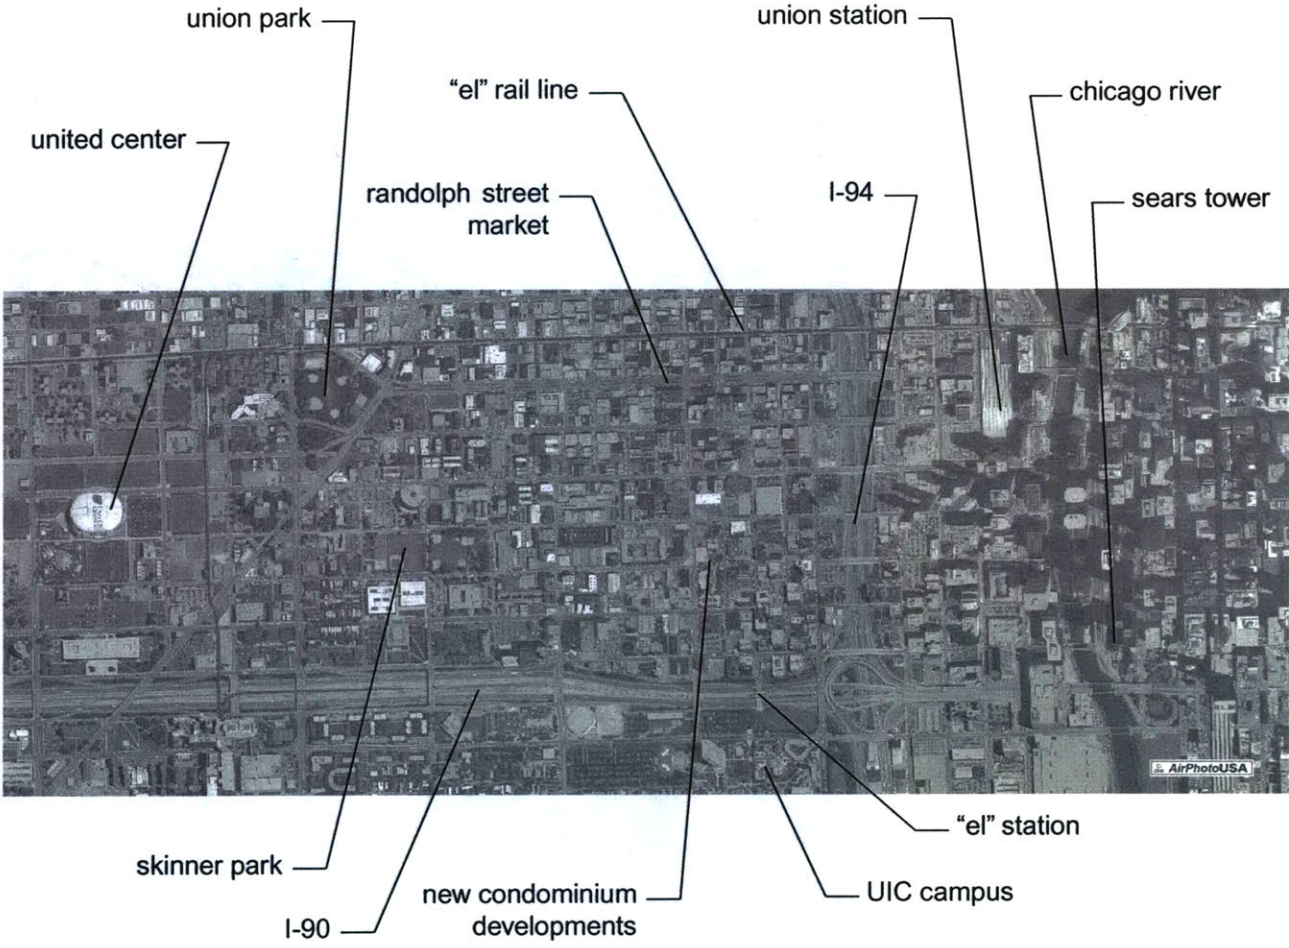 union park
union station
“el” rail line
chicago river
united center
randolph street
market
I-94
sears tower
AirPhotoUSA
“el” station
skinner park
new condominium
developments
UIC campus
I-90